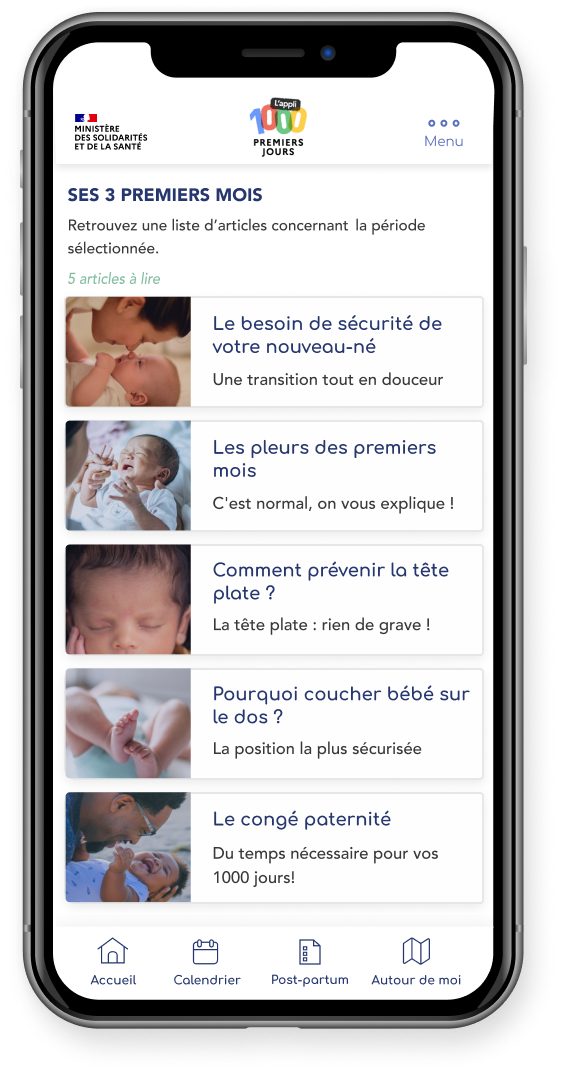 MINISTÈRE
DES SOLIDARITÉS
ET DE LA SANTÉ
L'appli
1000
PREMIERS
JOURS
Menu
SES 3 PREMIERS MOIS
Retrouvez une liste d'articles concernant la période
sélectionnée.
5 articles à lire
Le besoin de sécurité de
votre nouveau-né
Une transition tout en douceur
Les pleurs des premiers
mois
C'est normal, on vous explique !
Comment prévenir la tête
plate ?
La tête plate : rien de grave !
Pourquoi coucher bébé sur
le dos ?
La position la plus sécurisée
Le congé paternité
Du temps nécessaire pour vos
1000 jours!
Accueil
Calendrier
Post-partum
Autour de moi